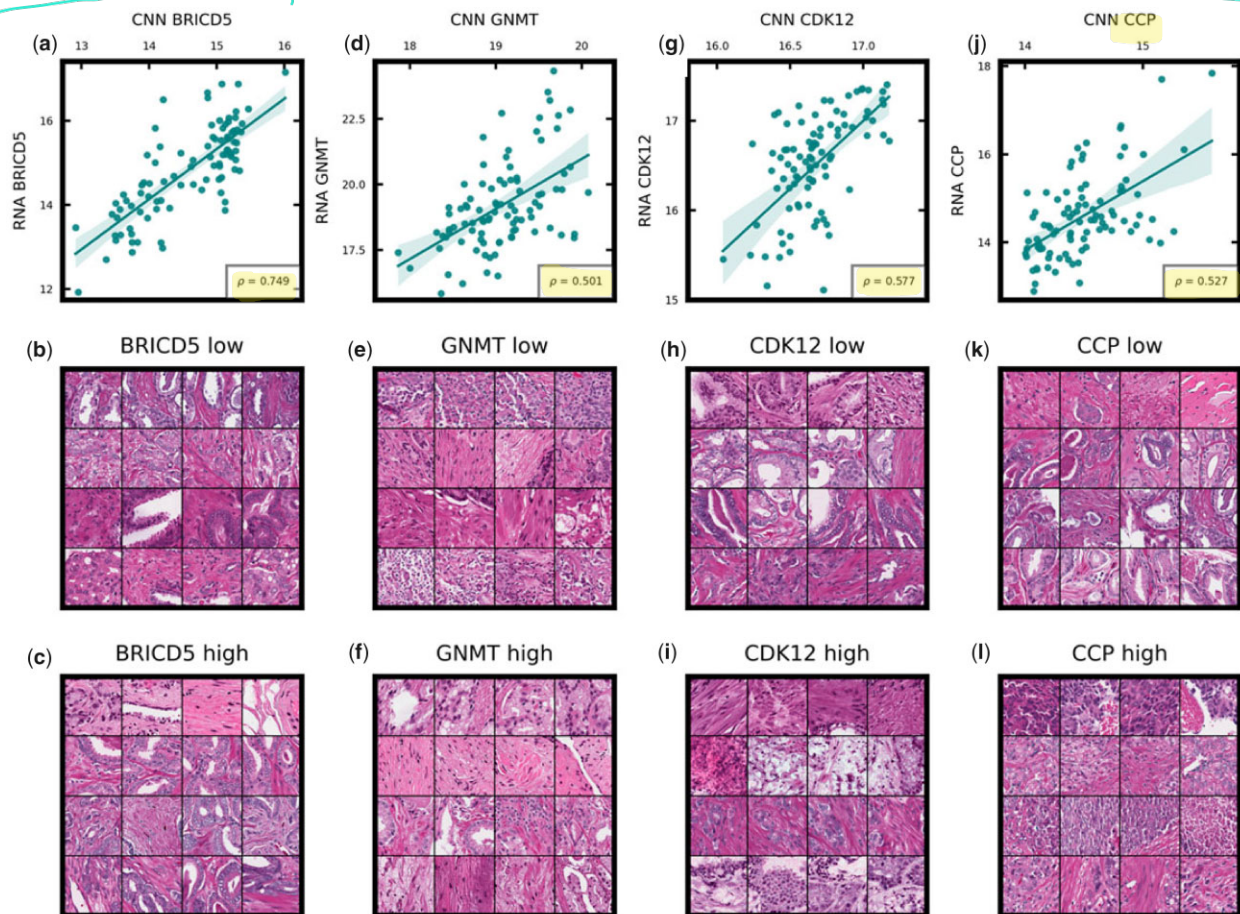 CNN BRICD5
CNN GNMT
CNN CDK12
CNN CCP
(a)
13 14 15 16
(d)
18 19 20
(g)
16.0 16.5 17.0
(j)
14 15
RNA BRICD5
16
14
12
ρ = 0.749
RNA GNMT
22.5
20.0
17.5
ρ = 0.501
RNA CDK12
17
16
15
ρ = 0.577
RNA CCP
18
16
14
ρ = 0.527
(b) BRICD5 low
(e) GNMT low
(h) CDK12 low
(k) CCP low
(c) BRICD5 high
(f) GNMT high
(i) CDK12 high
(l) CCP high